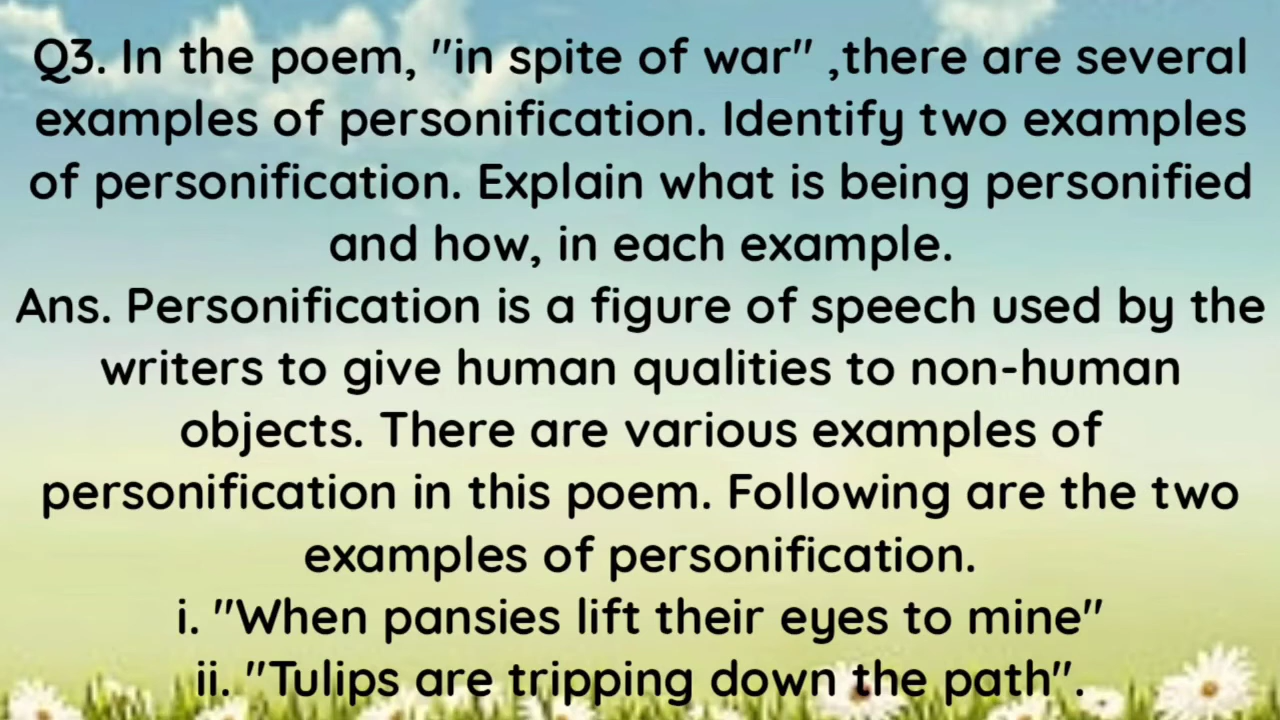 Q3. In the poem, "in spite of war" ,there are several
examples of personification. Identify two examples
of personification. Explain what is being personified
and how, in each example.
Ans. Personification is a figure of speech used by the
writers to give human qualities to non-human
objects. There are various examples of
personification in this poem. Following are the two
examples of personification.
i. "When pansies lift their eyes to mine"
ii. "Tulips are tripping down the path".